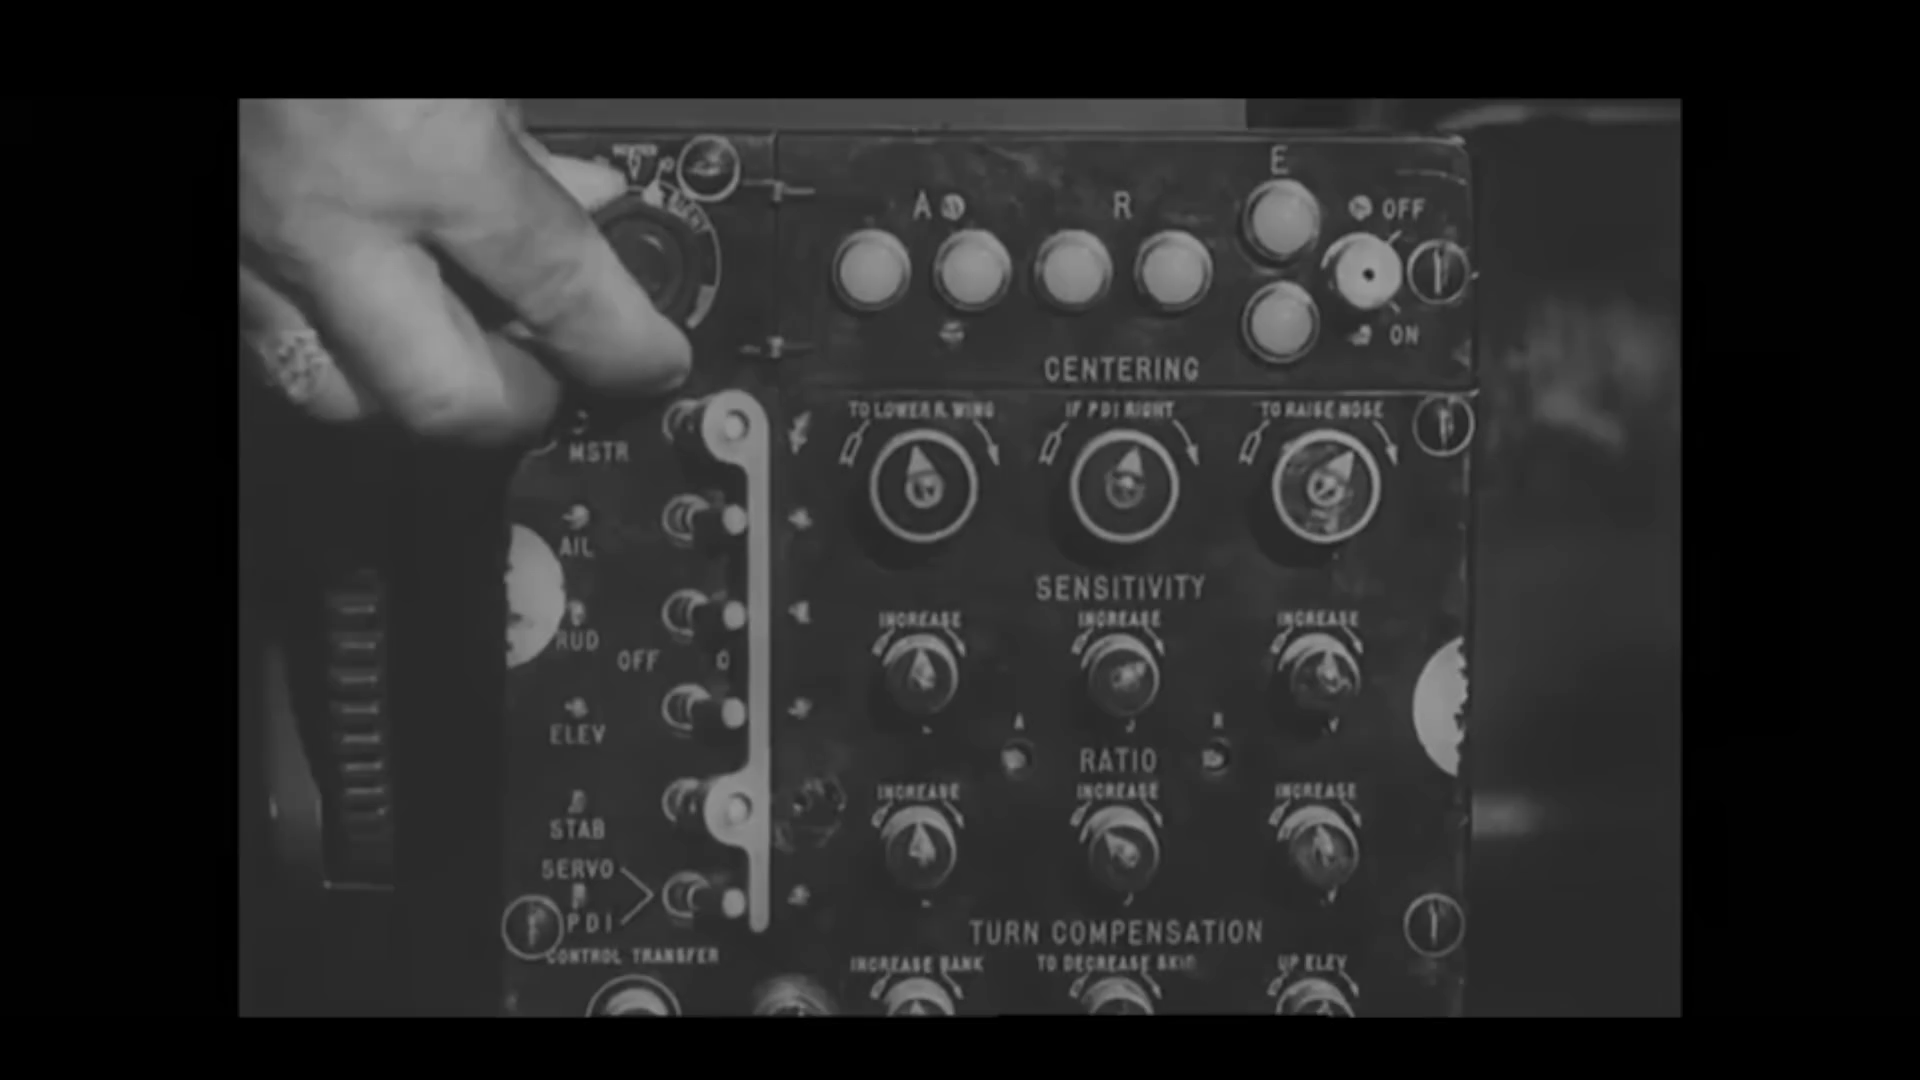 E
A
R
OFF
ON
CENTERING
TO LOWER R. WING
IF PDI RIGHT
TO RAISE NOSE
MSTR
AIL
RUD
OFF
ELEV
STAB
SERVO
PDI
CONTROL TRANSFER
SENSITIVITY
INCREASE
INCREASE
INCREASE
A
R
RATIO
INCREASE
INCREASE
INCREASE
TURN COMPENSATION
INCREASE BANK
TO DECREASE SKID
UP ELEV